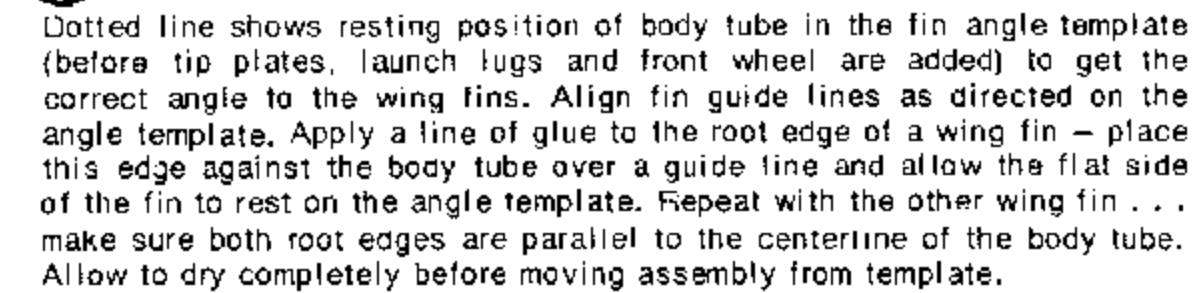 Dotted line shows resting position of body tube in the fin angle template
(before tip plates, launch lugs and front wheel are added) to get the
correct angle to the wing fins. Align fin guide lines as directed on the
angle template. Apply a line of glue to the root edge of a wing fin — place
this edge against the body tube over a guide line and allow the flat side
of the fin to rest on the angle template. Repeat with the other wing fin . . .
make sure both root edges are parallel to the centerline of the body tube.
Allow to dry completely before moving assembly from template.